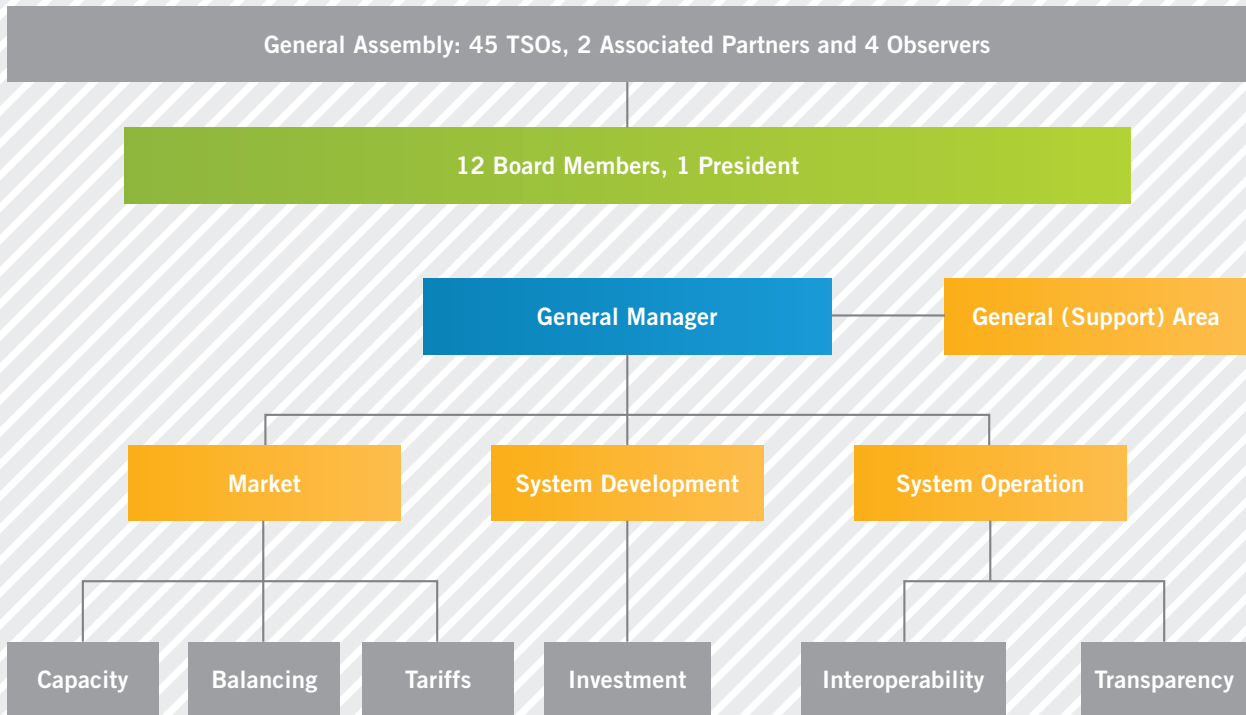 General Assembly: 45 TSOs, 2 Associated Partners and 4 Observers
12 Board Members, 1 President
General Manager
General (Support) Area
Market
System Development
System Operation
Capacity
Balancing
Tariffs
Investment
Interoperability
Transparency